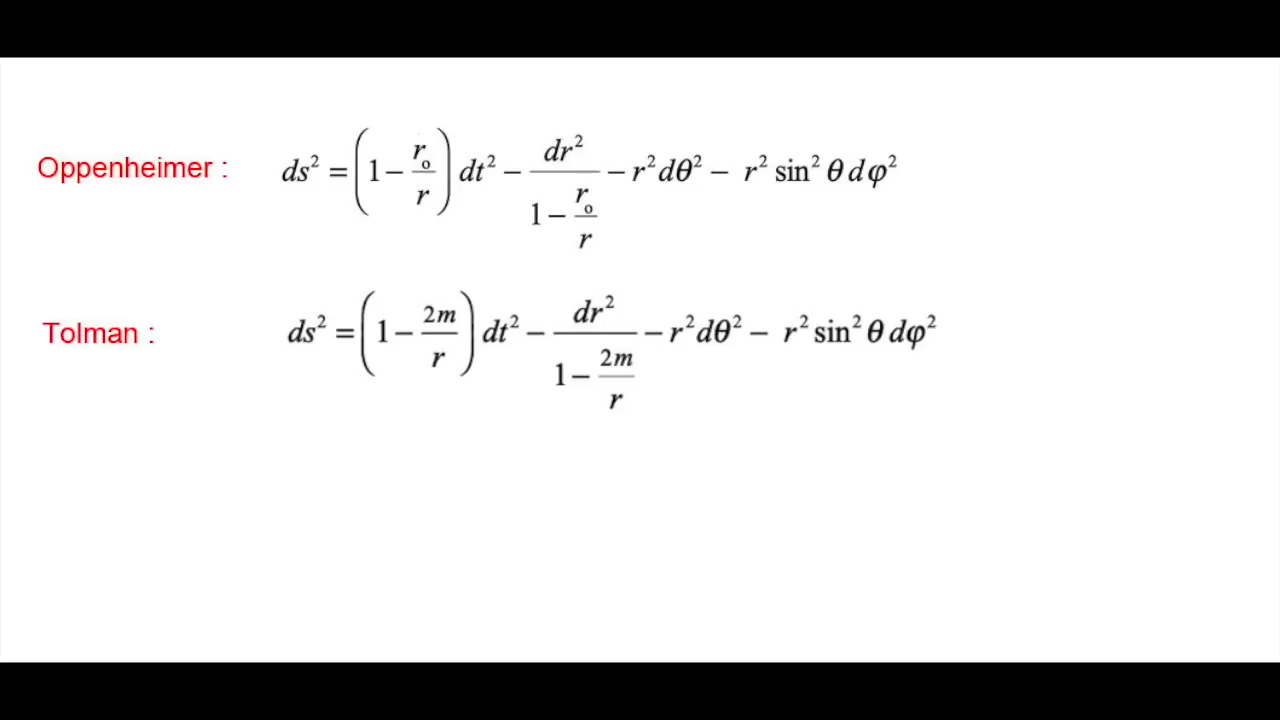 Oppenheimer : ds² = (1 − r₀/r) dt² − dr²/(1 − r₀/r) − r²dθ² − r² sin² θ dφ²
Tolman : ds² = (1 − 2m/r) dt² − dr²/(1 − 2m/r) − r²dθ² − r² sin² θ dφ²